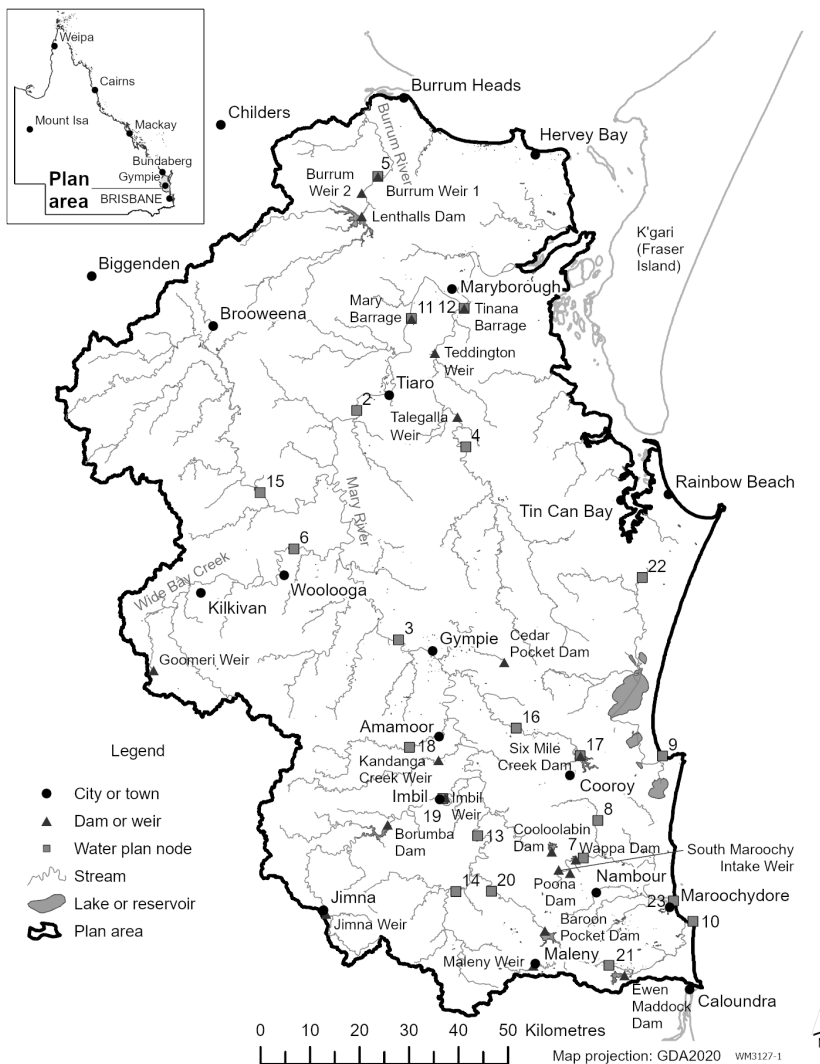 Weipa
Cairns
Mount Isa
Mackay
Bundaberg
Gympie
Plan
area
BRISBANE
Burrum Heads
Childers
Burrum River
Hervey Bay
5
Burrum
Weir 2
Burrum Weir 1
Lenthalls Dam
K'gari
(Fraser
Island)
Biggenden
Maryborough
Mary
Barrage
11
12
Tinana
Barrage
Brooweena
Teddington
Weir
Tiaro
2
Talegalla
Weir
4
15
Rainbow Beach
Mary River
Tin Can Bay
6
22
Wide Bay Creek
Woolooga
Kilkivan
3
Gympie
Cedar
Pocket Dam
Goomeri Weir
16
Amamoor
18
Six Mile
Creek Dam
17
9
Kandanga
Creek Weir
Cooroy
Imbil
19
Imbil
Weir
8
Borumba
Dam
13
Cooloolabin
Dam
7
Wappa Dam
South Maroochy
Intake Weir
14
20
Poona
Dam
Nambour
Jimna
Jimna Weir
23
Maroochydore
10
Baroon
Pocket Dam
Maleny Weir
Maleny
21
Ewen
Maddock
Dam
Caloundra
Legend
City or town
Dam or weir
Water plan node
Stream
Lake or reservoir
Plan area
0 10 20 30 40 50 Kilometres
Map projection: GDA2020 WM3127-1